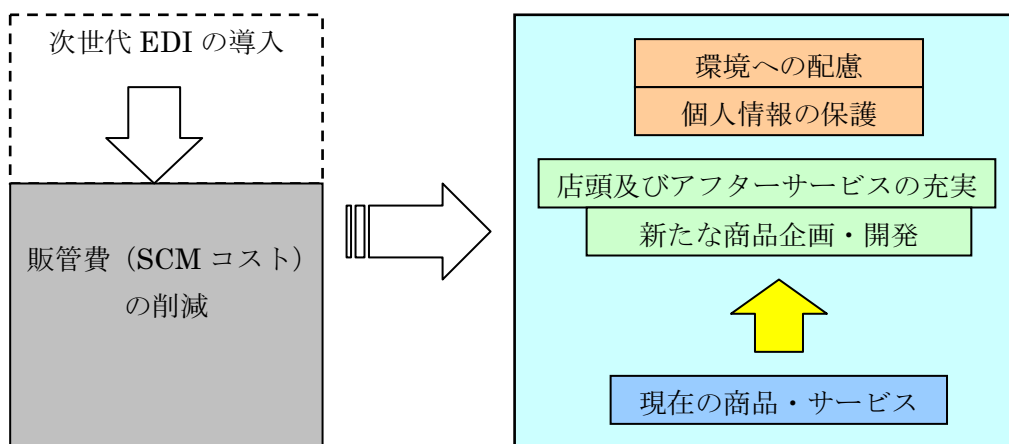 次世代 EDI の導入
販管費（SCM コスト）
の削減
環境への配慮
個人情報の保護
店頭及びアフターサービスの充実
新たな商品企画・開発
現在の商品・サービス